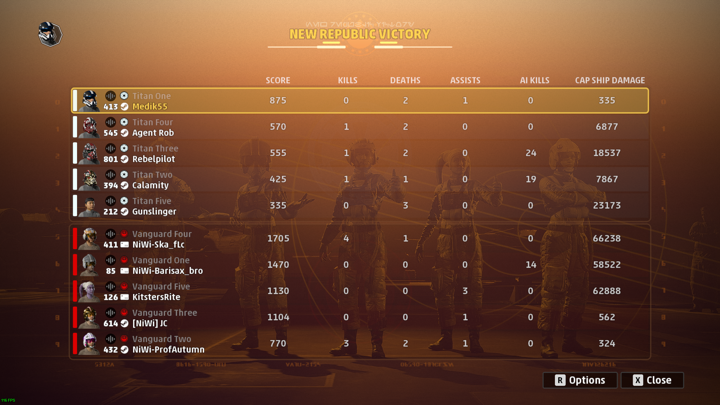 NEW REPUBLIC VICTORY
SCORE KILLS DEATHS ASSISTS AI KILLS CAP SHIP DAMAGE
Titan One
413 Medik55 875 0 2 1 0 335
Titan Four
545 Agent Rob 570 1 2 0 0 6877
Titan Three
801 Rebelpilot 555 1 2 0 24 18537
Titan Two
394 Calamity 425 1 1 0 19 7867
Titan Five
212 Gunslinger 335 0 3 0 0 23173
Vanguard Four
411 NiWi-Ska_fLc 1705 4 1 0 0 66238
Vanguard One
85 NiWi-Barisax_bro 1470 0 0 0 14 58522
Vanguard Five
126 KitstersRite 1130 0 0 3 0 62888
Vanguard Three
614 [NiWi] JC 1104 0 0 1 0 562
Vanguard Two
432 NiWi-ProfAutumn 770 3 2 1 0 324
R Options X Close